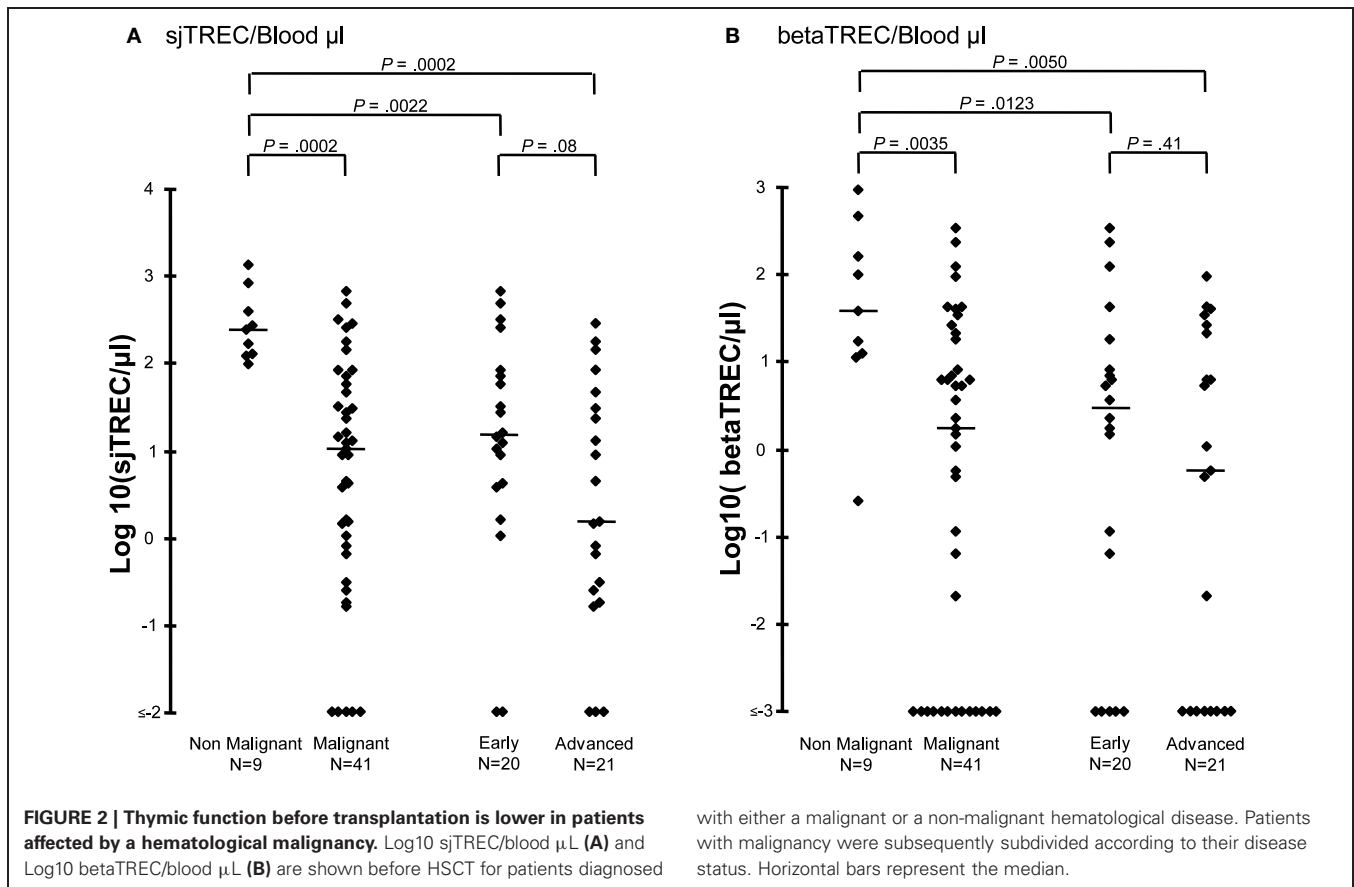 A sjTREC/Blood µl
P = .0002
P = .0022
P = .0002
P = .08
Log 10(sjTREC/µl)
4
3
2
1
0
-1
≤-2
Non Malignant
N=9
Malignant
N=41
Early
N=20
Advanced
N=21
B betaTREC/Blood µl
P = .0050
P = .0123
P = .0035
P = .41
Log10( betaTREC/µl)
3
2
1
0
-1
-2
≤-3
Non Malignant
N=9
Malignant
N=41
Early
N=20
Advanced
N=21
FIGURE 2 | Thymic function before transplantation is lower in patients
affected by a hematological malignancy. Log10 sjTREC/blood μL (A) and
Log10 betaTREC/blood μL (B) are shown before HSCT for patients diagnosed
with either a malignant or a non-malignant hematological disease. Patients
with malignancy were subsequently subdivided according to their disease
status. Horizontal bars represent the median.